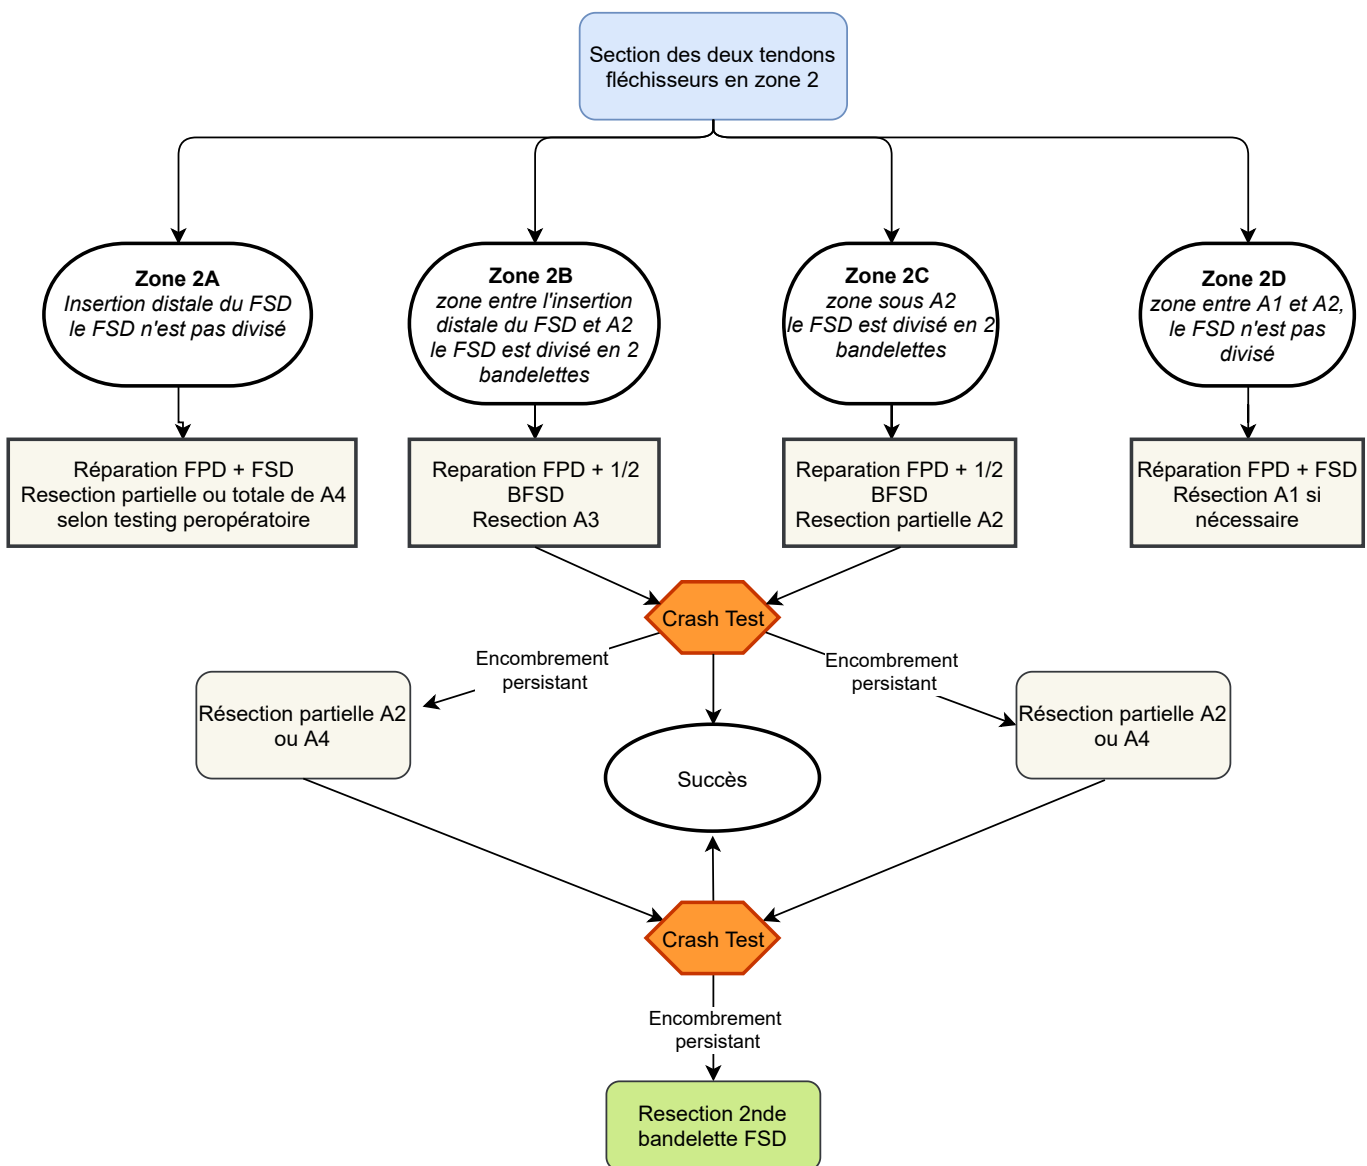 Section des deux tendons
fléchisseurs en zone 2
Zone 2A
Insertion distale du FSD
le FSD n'est pas divisé
Zone 2B
zone entre l'insertion
distale du FSD et A2
le FSD est divisé en 2
bandelettes
Zone 2C
zone sous A2
le FSD est divisé en 2
bandelettes
Zone 2D
zone entre A1 et A2,
le FSD n'est pas
divisé
Réparation FPD + FSD
Resection partielle ou totale de A4
selon testing peropératoire
Reparation FPD + 1/2
BFSD
Resection A3
Reparation FPD + 1/2
BFSD
Resection partielle A2
Réparation FPD + FSD
Résection A1 si
nécessaire
Crash Test
Encombrement
persistant
Encombrement
persistant
Résection partielle A2
ou A4
Succès
Résection partielle A2
ou A4
Crash Test
Encombrement
persistant
Resection 2nde
bandelette FSD